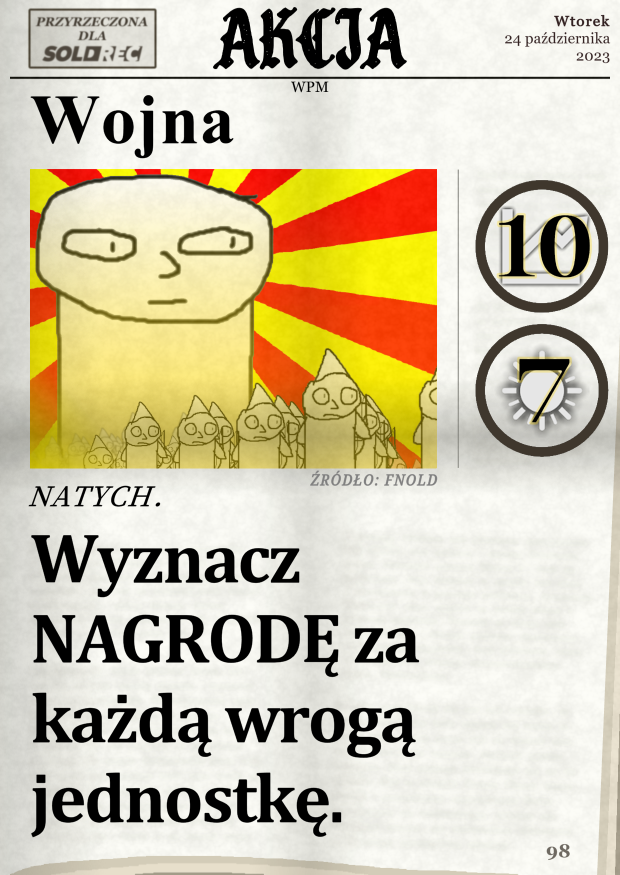 PRZYRZECZONA
DLA
SOLDREC
AKCJA
Wtorek
24 października
2023
WPM
Wojna
10
7
ŹRÓDŁO: FNOLD
NATYCH.
Wyznacz
NAGRODĘ za
każdą wrogą
jednostkę.
98